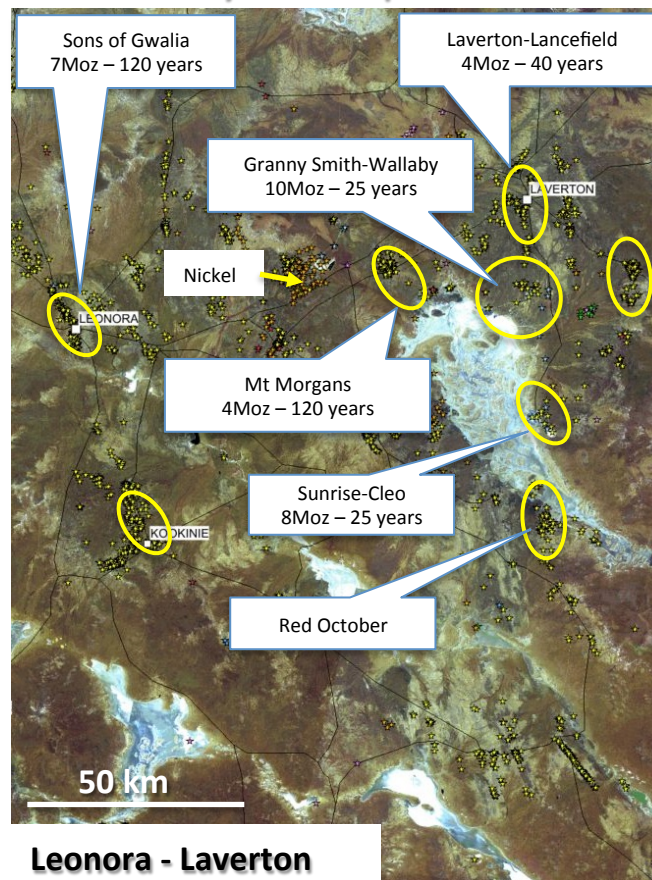 Sons of Gwalia
7Moz – 120 years
Laverton-Lancefield
4Moz – 40 years
Granny Smith-Wallaby
10Moz – 25 years
LAVERTON
Nickel
LEONORA
Mt Morgans
4Moz – 120 years
Sunrise-Cleo
8Moz – 25 years
KOOKINIE
Red October
50 km
Leonora - Laverton